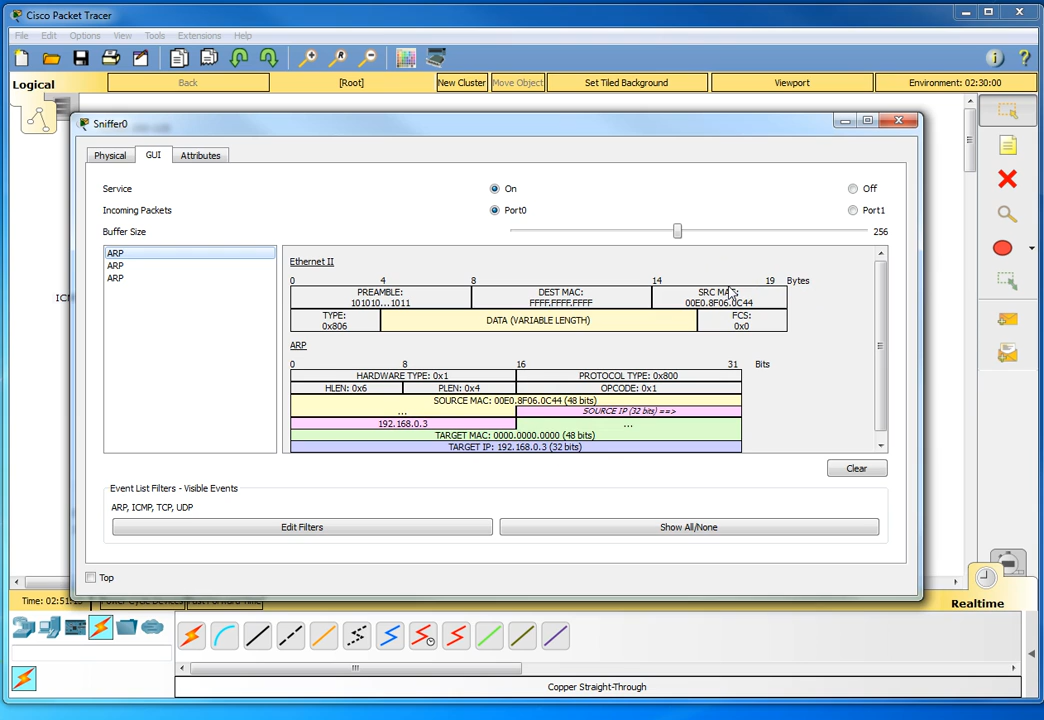 Cisco Packet Tracer
File Edit Options View Tools Extensions Help
Logical Back [Root] New Cluster Move Object Set Tiled Background Viewport Environment: 02:30:00
Sniffer0
Physical GUI Attributes
Service On Off
Incoming Packets Port0 Port1
Buffer Size 256
ARP
ARP
ARP
Ethernet II
0 4 8 14 19 Bytes
PREAMBLE: DEST MAC: SRC MAC:
101010...1011 FFFF.FFFF.FFFF 00E0.8F06.0C44
TYPE: DATA (VARIABLE LENGTH) FCS:
0x806 0x0
ARP
0 8 16 31 Bits
HARDWARE TYPE: 0x1 PROTOCOL TYPE: 0x800
HLEN: 0x6 PLEN: 0x4 OPCODE: 0x1
SOURCE MAC: 00E0.8F06.0C44 (48 bits)
... SOURCE IP (32 bits) ==>
192.168.0.3 ...
TARGET MAC: 0000.0000.0000 (48 bits)
TARGET IP: 192.168.0.3 (32 bits)
Clear
Event List Filters - Visible Events
ARP, ICMP, TCP, UDP
Edit Filters Show All/None
Top
Realtime
Copper Straight-Through